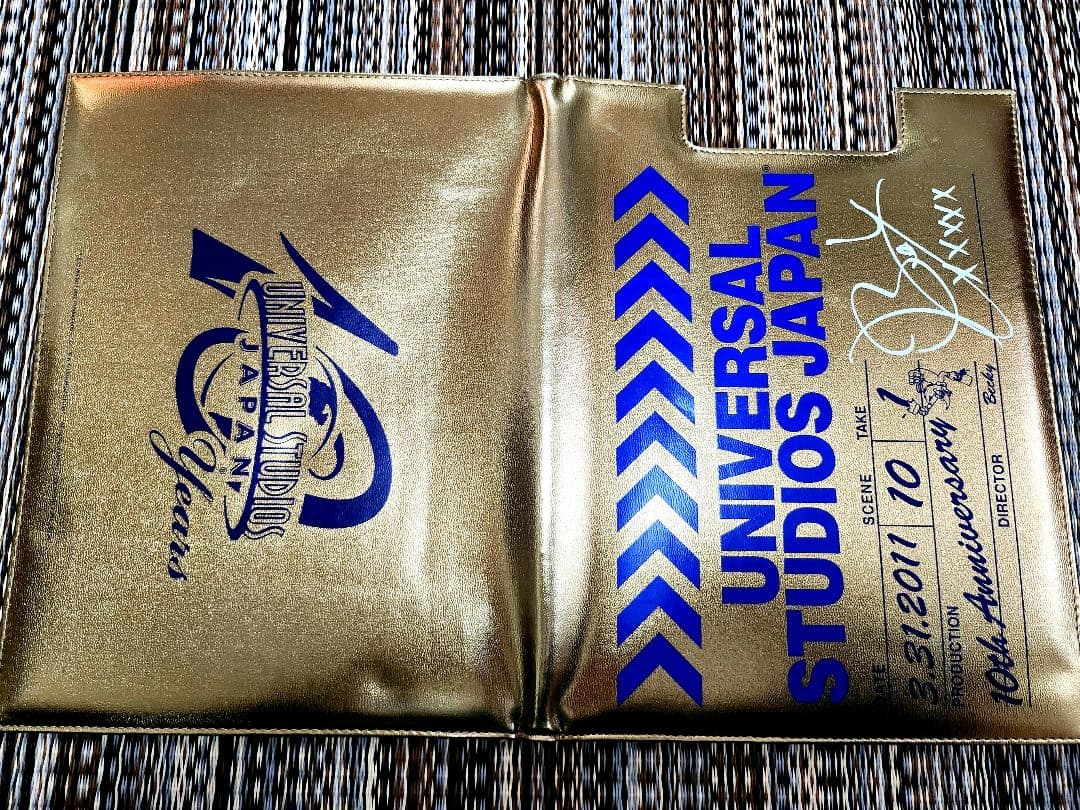 UNIVERSAL STUDIOS
JAPAN
10
Years
UNIVERSAL
STUDIOS JAPAN®
DATE SCENE TAKE
3.31.2011 10 1
PRODUCTION
10th Anniversary
DIRECTOR
Becky
XXXX